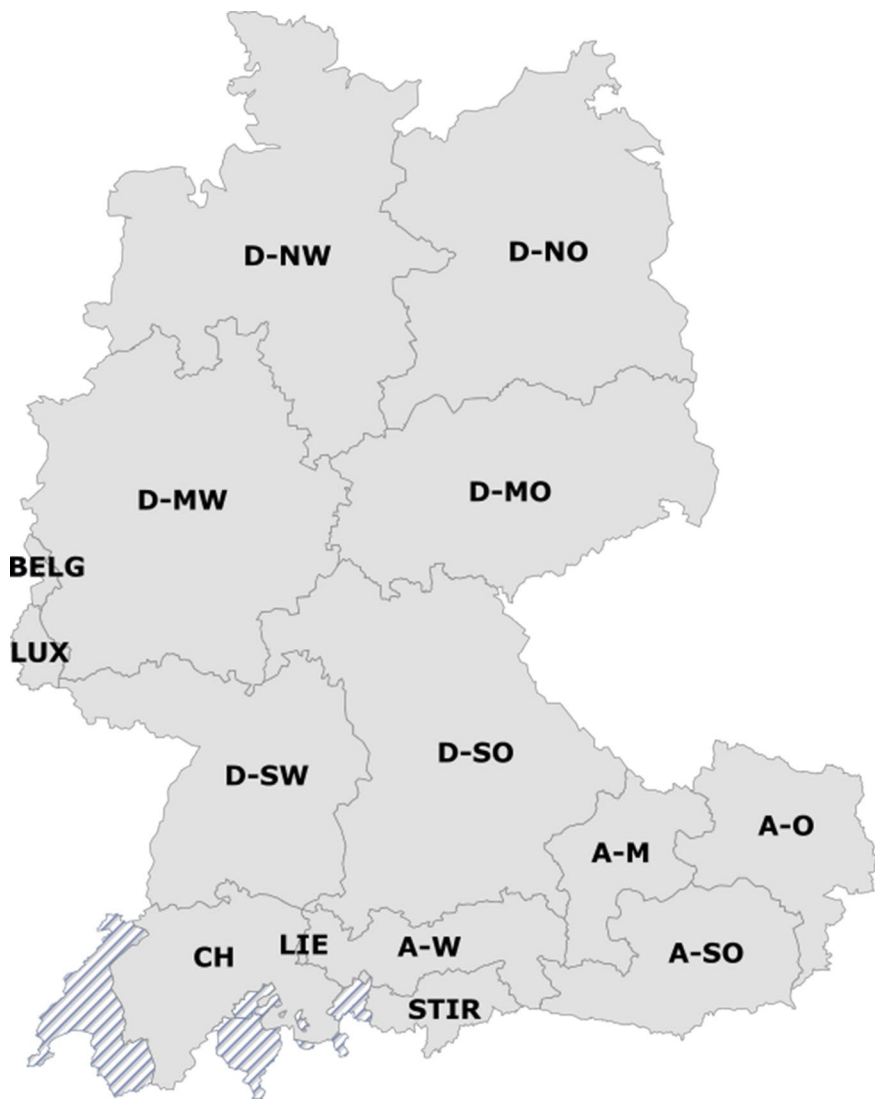 D-NW
D-NO
D-MW
D-MO
BELG
LUX
D-SO
D-SW
A-O
A-M
LIE
A-W
CH
A-SO
STIR